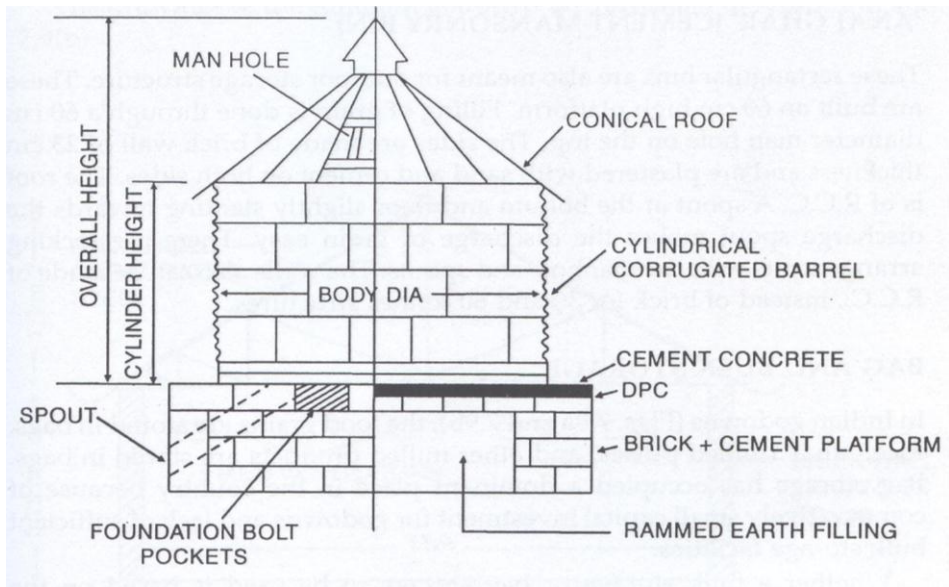 MAN HOLE
CONICAL ROOF
OVERALL HEIGHT
CYLINDER HEIGHT
CYLINDRICAL
CORRUGATED BARREL
BODY DIA
CEMENT CONCRETE
DPC
SPOUT
BRICK + CEMENT PLATFORM
FOUNDATION BOLT
POCKETS
RAMMED EARTH FILLING